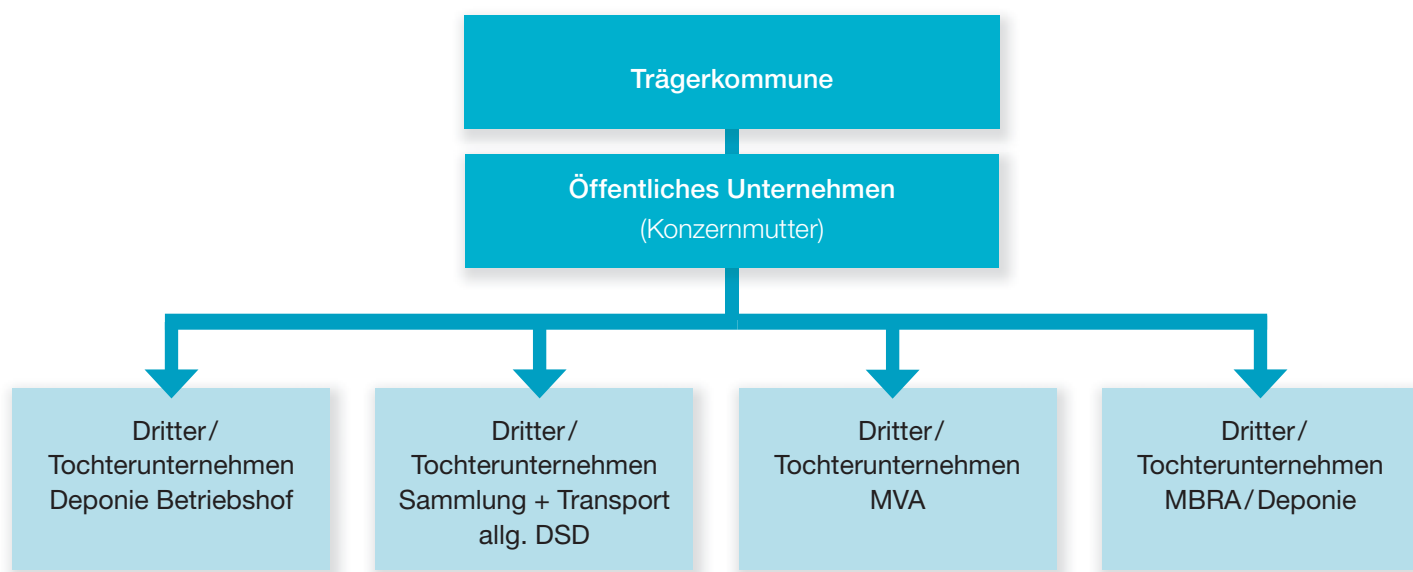 Trägerkommune
Öffentliches Unternehmen
(Konzernmutter)
Dritter/
Tochterunternehmen
Deponie Betriebshof
Dritter/
Tochterunternehmen
Sammlung + Transport
allg. DSD
Dritter/
Tochterunternehmen
MVA
Dritter/
Tochterunternehmen
MBRA/Deponie